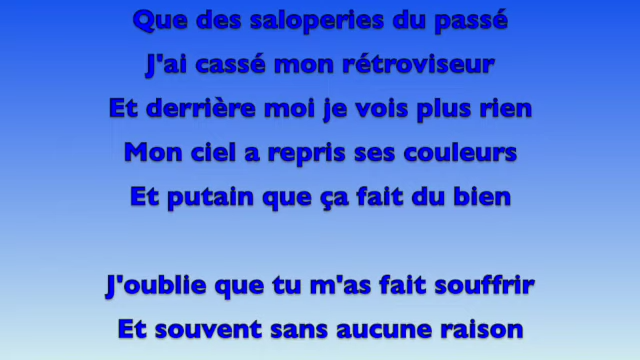 Que des saloperies du passé
J'ai cassé mon rétroviseur
Et derrière moi je vois plus rien
Mon ciel a repris ses couleurs
Et putain que ça fait du bien
J'oublie que tu m'as fait souffrir
Et souvent sans aucune raison